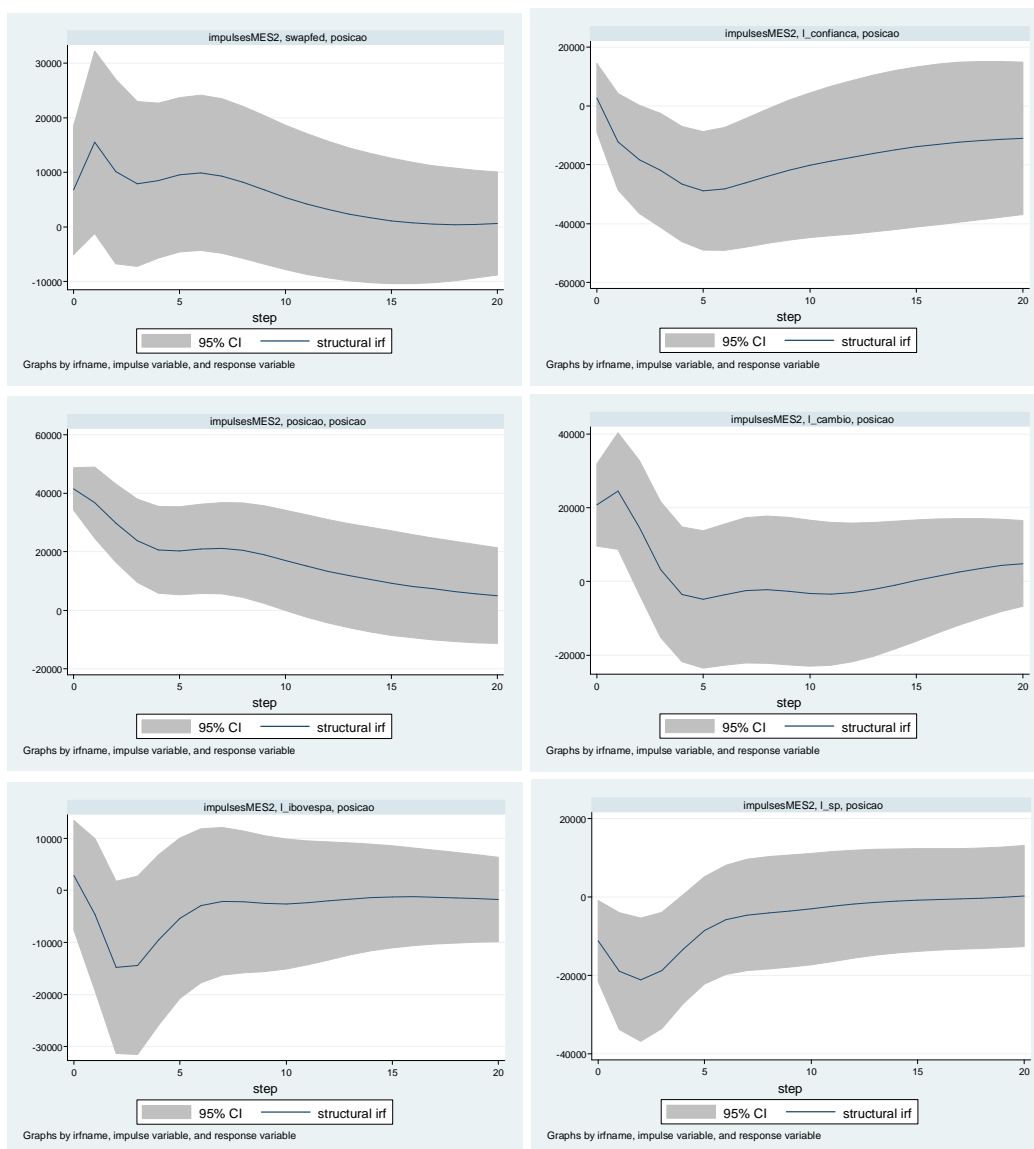 impulsesMES2, swapfed, posicao
30000
20000
10000
0
-10000
0 5 10 15 20
step
95% CI structural irf
Graphs by irfname, impulse variable, and response variable
impulsesMES2, l_confianca, posicao
20000
0
-20000
-40000
-60000
0 5 10 15 20
step
95% CI structural irf
Graphs by irfname, impulse variable, and response variable
impulsesMES2, posicao, posicao
60000
40000
20000
0
-20000
0 5 10 15 20
step
95% CI structural irf
Graphs by irfname, impulse variable, and response variable
impulsesMES2, l_cambio, posicao
40000
20000
0
-20000
0 5 10 15 20
step
95% CI structural irf
Graphs by irfname, impulse variable, and response variable
impulsesMES2, l_ibovespa, posicao
10000
0
-10000
-20000
-30000
0 5 10 15 20
step
95% CI structural irf
Graphs by irfname, impulse variable, and response variable
impulsesMES2, l_sp, posicao
20000
0
-20000
-40000
0 5 10 15 20
step
95% CI structural irf
Graphs by irfname, impulse variable, and response variable